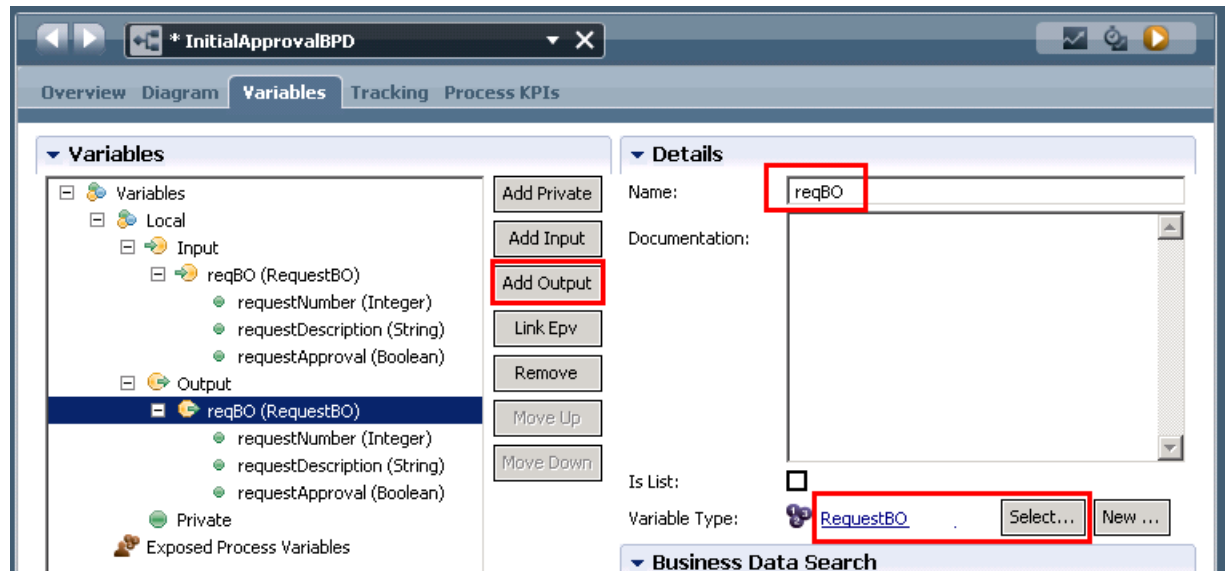 * InitialApprovalBPD
Overview Diagram Variables Tracking Process KPIs
Variables
Variables
Local
Input
reqBO (RequestBO)
requestNumber (Integer)
requestDescription (String)
requestApproval (Boolean)
Output
reqBO (RequestBO)
requestNumber (Integer)
requestDescription (String)
requestApproval (Boolean)
Private
Exposed Process Variables
Add Private
Add Input
Add Output
Link Epv
Remove
Move Up
Move Down
Details
Name: reqBO
Documentation:
Is List:
Variable Type: RequestBO Select... New ...
Business Data Search